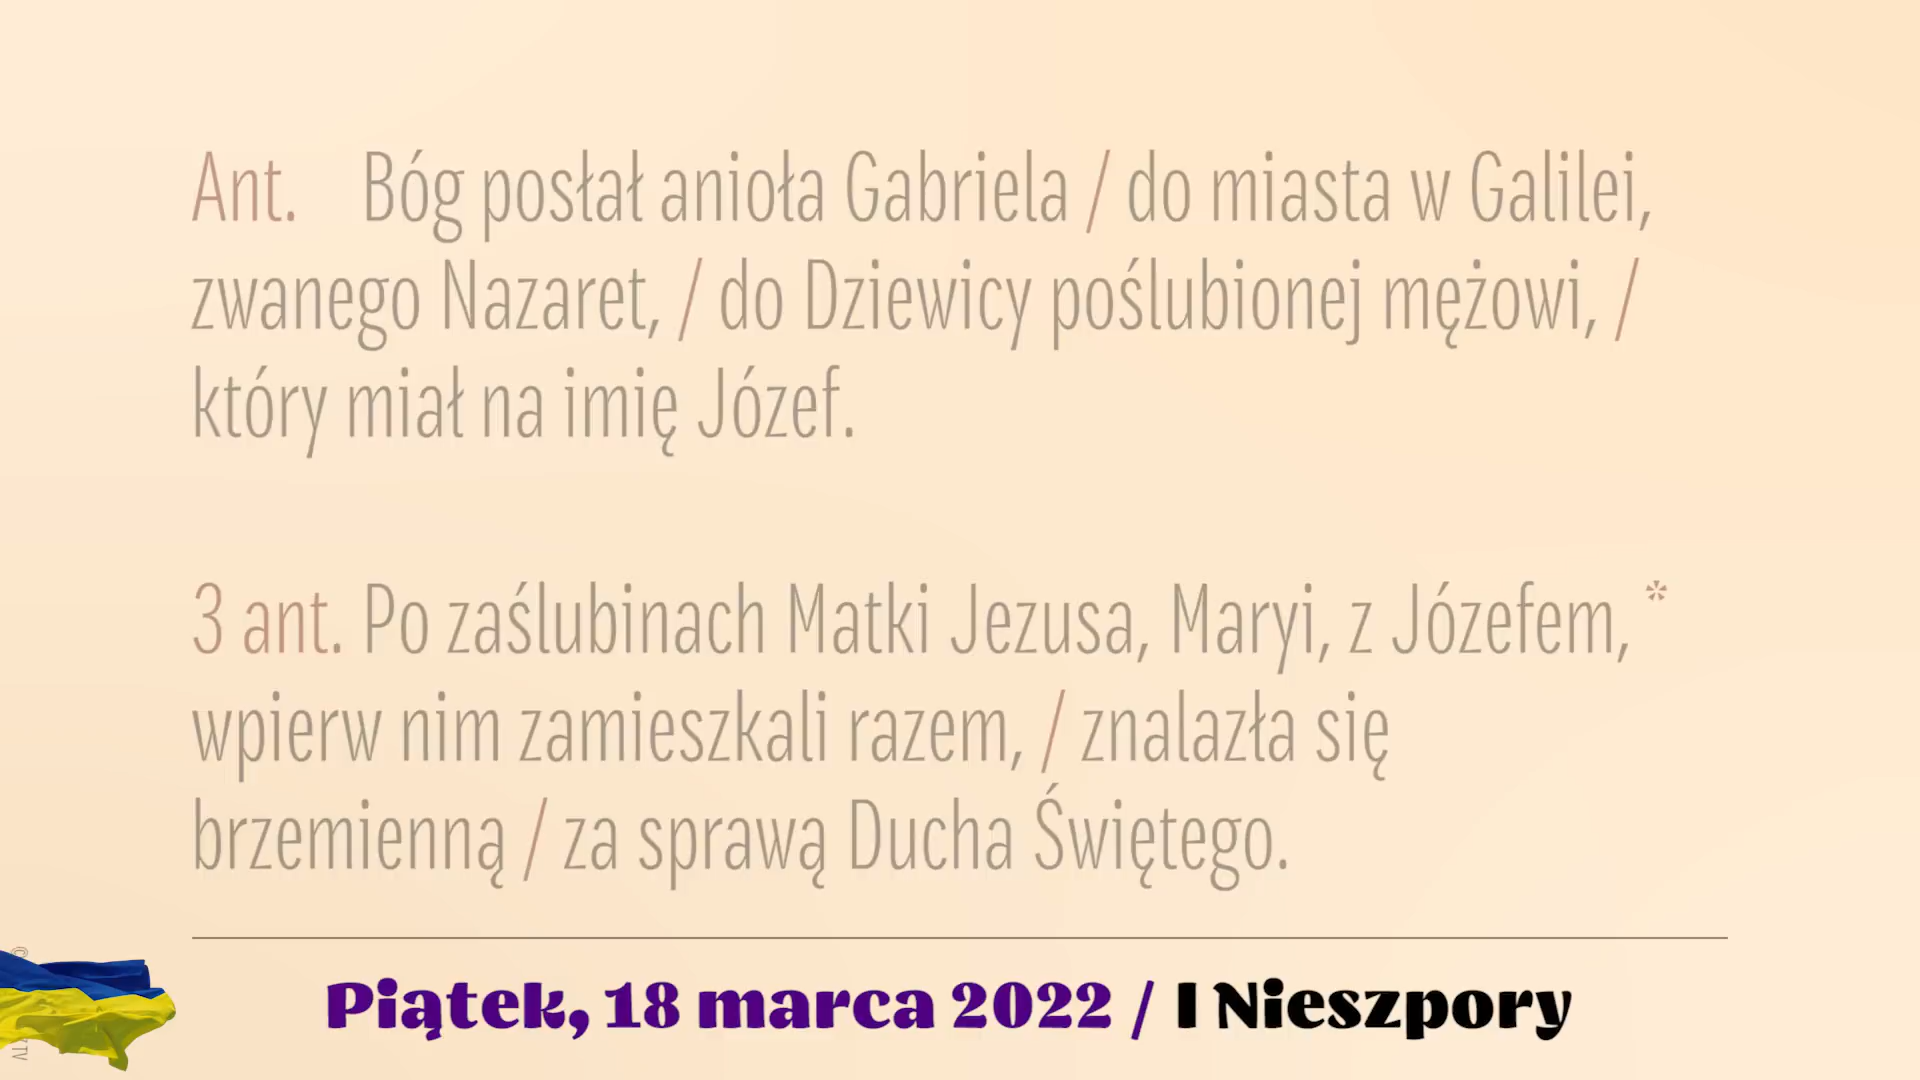 Ant. Bóg posłał anioła Gabriela / do miasta w Galilei,
zwanego Nazaret, / do Dziewicy poślubionej mężowi, /
który miał na imię Józef.
3 ant. Po zaślubinach Matki Jezusa, Maryi, z Józefem, *
wpierw nim zamieszkali razem, / znalazła się
brzemienną / za sprawą Ducha Świętego.
Piątek, 18 marca 2022 / I Nieszpory